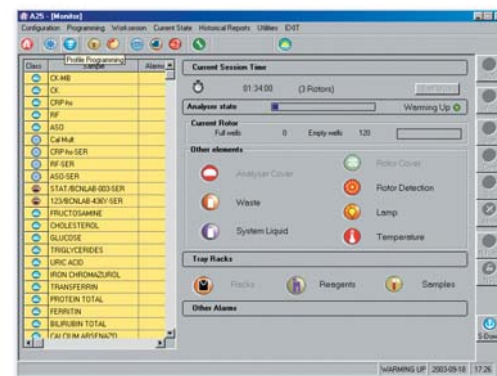 A25 - [Monitor]
Configuration Programming Worksession Current State Historical Reports Utilities EXIT
Profile Programming
Class Sample Alarms
CK-MB
CK
CRP-hs
RF
ASO
Cal-Mult
CRP-hs-SER
RF-SER
ASO-SER
STAT/BCNLAB-003-SER
123/BCNLAB-436Y-SER
FRUCTOSAMINE
CHOLESTEROL
GLUCOSE
TRIGLYCERIDES
URIC ACID
IRON CHROMAZUROL
TRANSFERRIN
PROTEIN TOTAL
FERRITIN
BILIRUBIN TOTAL
CALCIUM ARSENAZO
Current Session Time
01:34:00 (3 Rotors)
Analyser state Warming Up
Current Rotor
Full wells 0 Empty wells 120
Other elements
Analyser Cover Rotor Cover
Waste Rotor Detection
System Liquid Lamp
Temperature
Tray Racks
Racks Reagents Samples
Other Alarms
S-Down
WARMING UP 2003-09-18 17:26